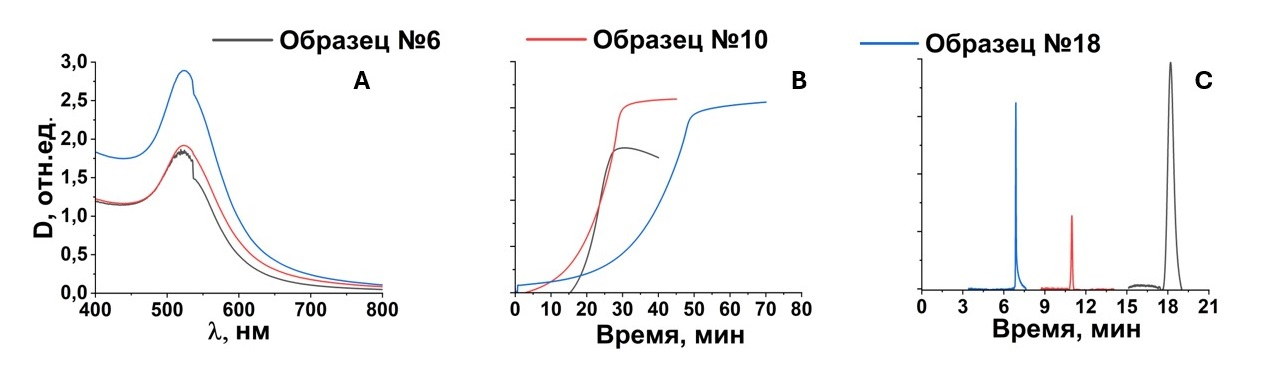 Образец №6
Образец №10
Образец №18
A
B
C
D, отн.ед.
3,0
2,5
2,0
1,5
1,0
0,5
0,0
400 500 600 700 800
λ, нм
0 10 20 30 40 50 60 70 80
Время, мин
0 3 6 9 12 15 18 21
Время, мин